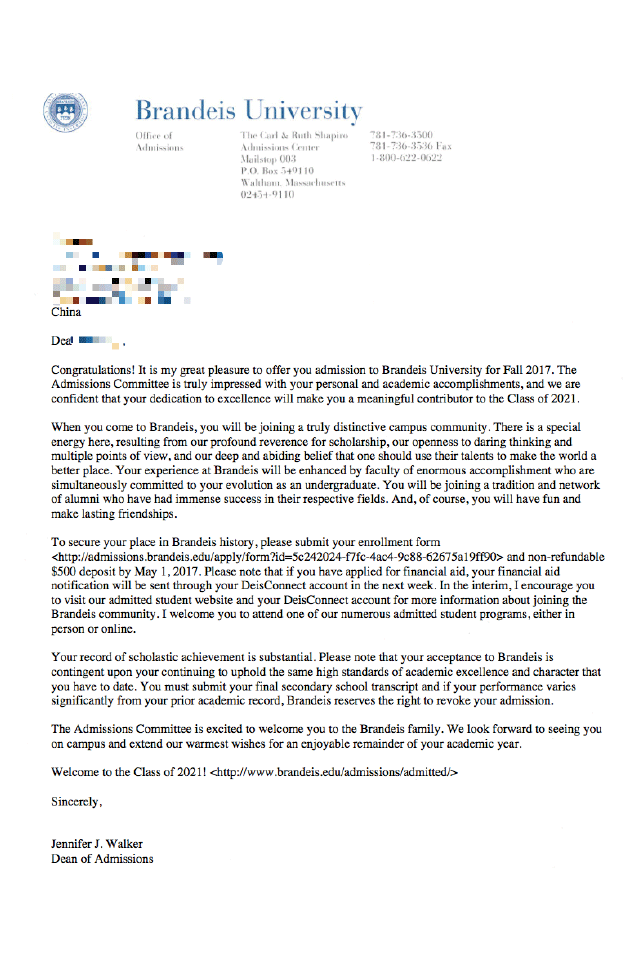 Brandeis University
Office of
Admissions
The Carl & Ruth Shapiro
Admissions Center
Mailstop 003
P.O. Box 549110
Waltham, Massachusetts
02454-9110
781-736-3500
781-736-3536 Fax
1-800-622-0622
China
Dear ,
Congratulations! It is my great pleasure to offer you admission to Brandeis University for Fall 2017. The
Admissions Committee is truly impressed with your personal and academic accomplishments, and we are
confident that your dedication to excellence will make you a meaningful contributor to the Class of 2021.
When you come to Brandeis, you will be joining a truly distinctive campus community. There is a special
energy here, resulting from our profound reverence for scholarship, our openness to daring thinking and
multiple points of view, and our deep and abiding belief that one should use their talents to make the world a
better place. Your experience at Brandeis will be enhanced by faculty of enormous accomplishment who are
simultaneously committed to your evolution as an undergraduate. You will be joining a tradition and network
of alumni who have had immense success in their respective fields. And, of course, you will have fun and
make lasting friendships.
To secure your place in Brandeis history, please submit your enrollment form
<http://admissions.brandeis.edu/apply/form?id=5c242024-f7fc-4ac4-9c88-62675a19ff90> and non-refundable
$500 deposit by May 1, 2017. Please note that if you have applied for financial aid, your financial aid
notification will be sent through your DeisConnect account in the next week. In the interim, I encourage you
to visit our admitted student website and your DeisConnect account for more information about joining the
Brandeis community. I welcome you to attend one of our numerous admitted student programs, either in
person or online.
Your record of scholastic achievement is substantial. Please note that your acceptance to Brandeis is
contingent upon your continuing to uphold the same high standards of academic excellence and character that
you have to date. You must submit your final secondary school transcript and if your performance varies
significantly from your prior academic record, Brandeis reserves the right to revoke your admission.
The Admissions Committee is excited to welcome you to the Brandeis family. We look forward to seeing you
on campus and extend our warmest wishes for an enjoyable remainder of your academic year.
Welcome to the Class of 2021! <http://www.brandeis.edu/admissions/admitted/>
Sincerely,
Jennifer J. Walker
Dean of Admissions